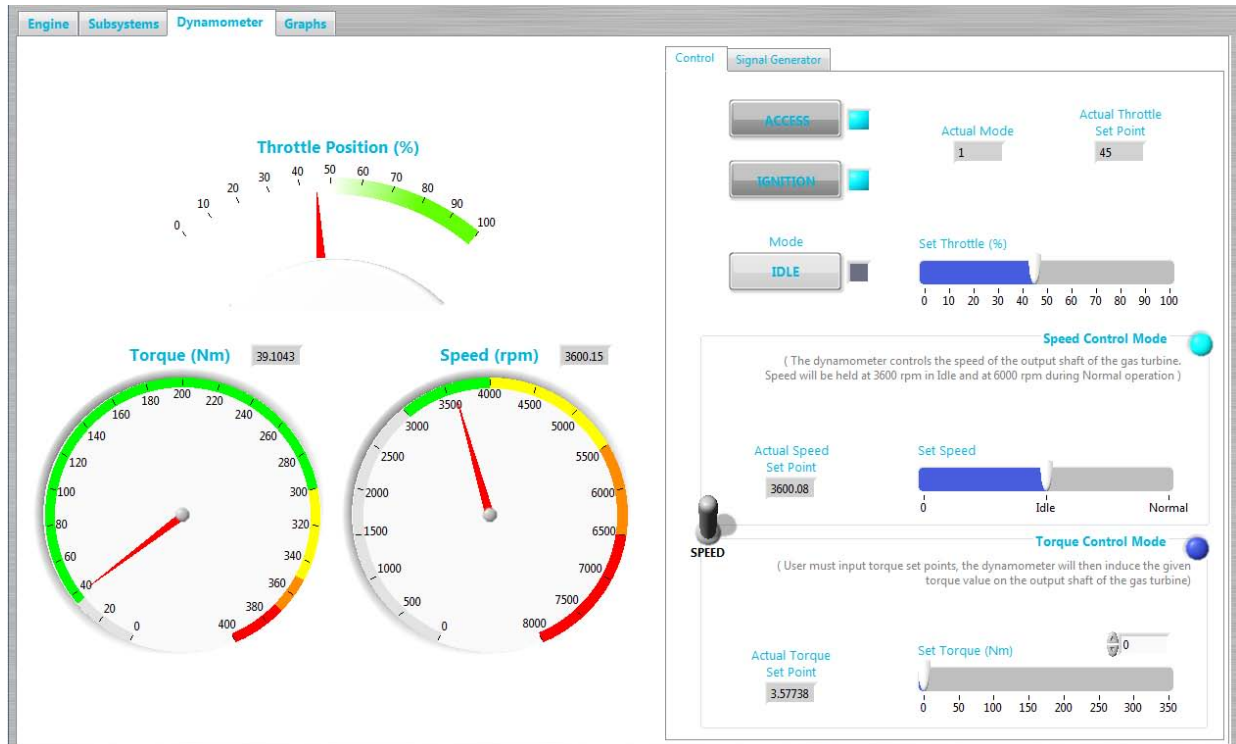 Engine Subsystems Dynamometer Graphs
Throttle Position (%)
0 10 20 30 40 50 60 70 80 90 100
Torque (Nm) 39.1043
0 20 40 60 80 100 120 140 160 180 200 220 240 260 280 300 320 340 360 380 400
Speed (rpm) 3600.15
0 500 1000 1500 2000 2500 3000 3500 4000 4500 5000 5500 6000 6500 7000 7500 8000
Control Signal Generator
ACCESS
IGNITION
Actual Mode
1
Actual Throttle
Set Point
45
Mode
IDLE
Set Throttle (%)
0 10 20 30 40 50 60 70 80 90 100
Speed Control Mode
( The dynamometer controls the speed of the output shaft of the gas turbine.
Speed will be held at 3600 rpm in Idle and at 6000 rpm during Normal operation )
Actual Speed
Set Point
3600.08
Set Speed
0 Idle Normal
SPEED
Torque Control Mode
( User must input torque set points, the dynamometer will then induce the given
torque value on the output shaft of the gas turbine)
Actual Torque
Set Point
3.57738
Set Torque (Nm) 0
0 50 100 150 200 250 300 350